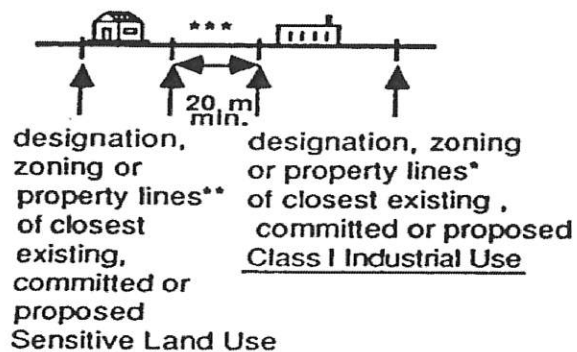 ***
20 m
min.
designation,
zoning or
property lines**
of closest
existing,
committed or
proposed
Sensitive Land Use
designation, zoning
or property lines*
of closest existing ,
committed or proposed
Class I Industrial Use